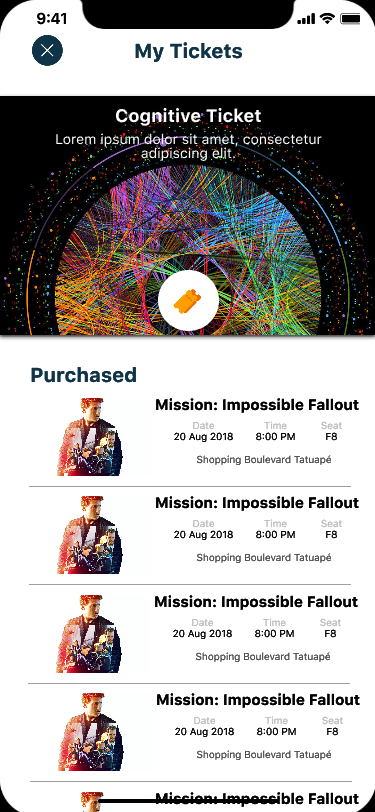 9:41
My Tickets
Cognitive Ticket
Lorem ipsum dolor sit amet, consectetur
adipiscing elit.
Purchased
Mission: Impossible Fallout
Date Time Seat
20 Aug 2018 8:00 PM F8
Shopping Boulevard Tatuapé
Mission: Impossible Fallout
Date Time Seat
20 Aug 2018 8:00 PM F8
Shopping Boulevard Tatuapé
Mission: Impossible Fallout
Date Time Seat
20 Aug 2018 8:00 PM F8
Shopping Boulevard Tatuapé
Mission: Impossible Fallout
Date Time Seat
20 Aug 2018 8:00 PM F8
Shopping Boulevard Tatuapé
Mission: Impossible Fallout